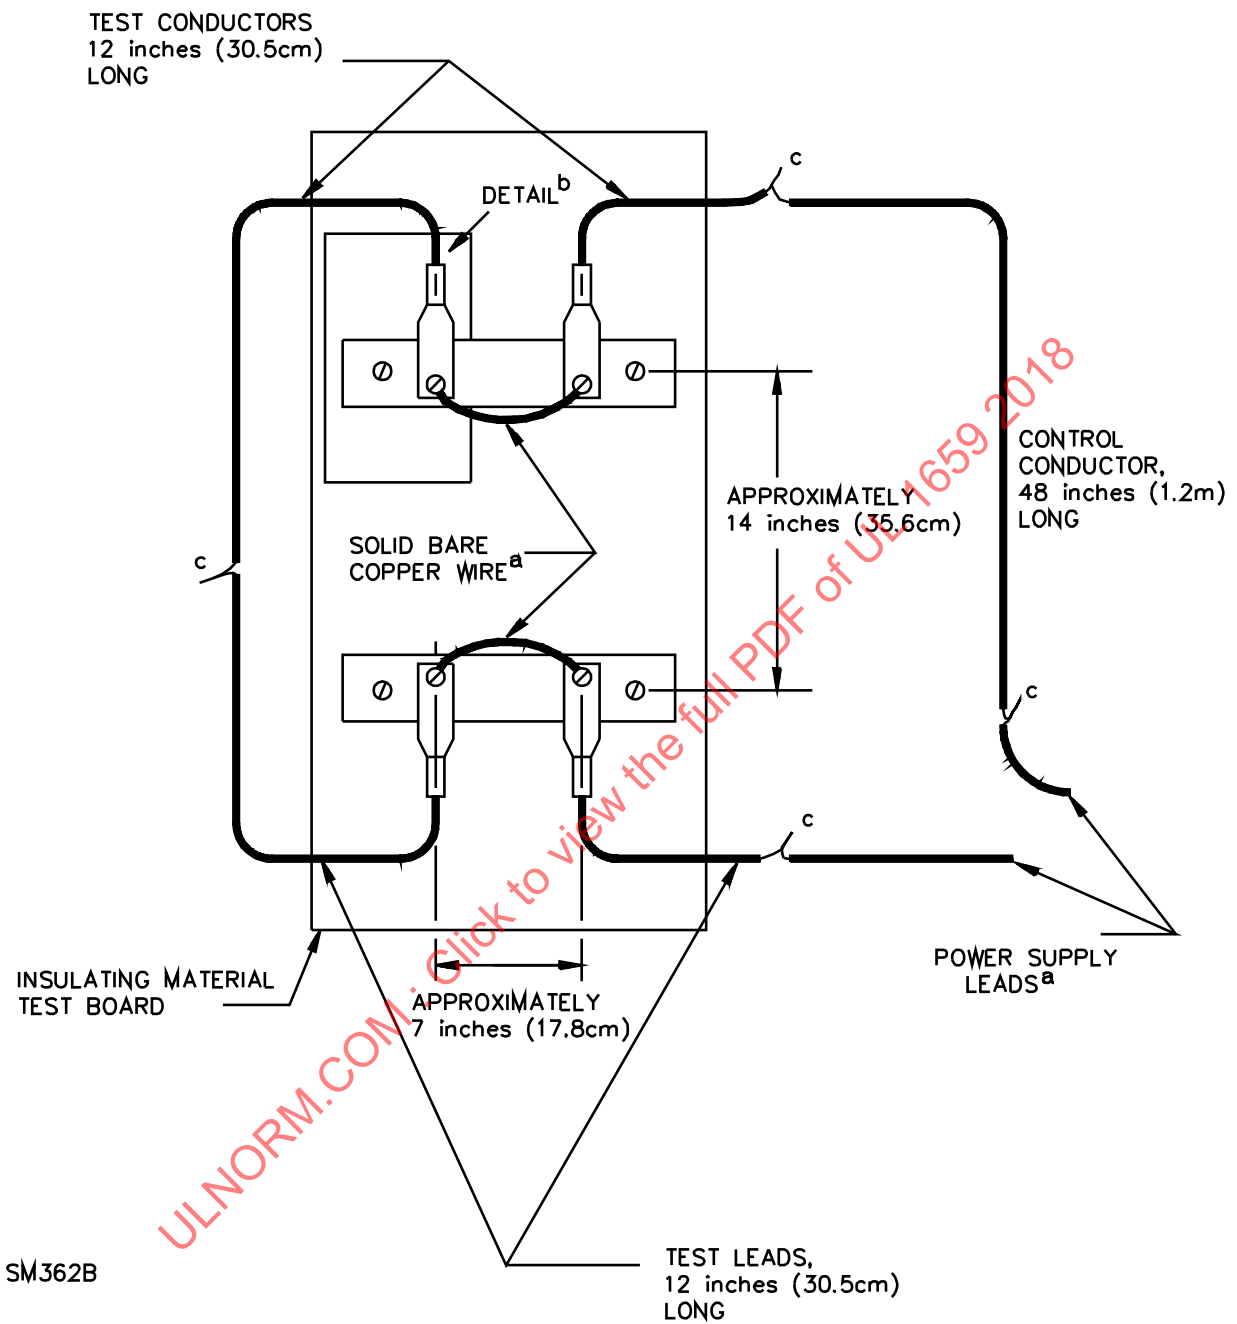 TEST CONDUCTORS
12 inches (30.5cm)
LONG
c
DETAILb
CONTROL
CONDUCTOR,
48 inches (1.2m)
LONG
APPROXIMATELY
14 inches (35.6cm)
SOLID BARE
COPPER WIREa
c
c
c
POWER SUPPLY
LEADSa
INSULATING MATERIAL
TEST BOARD
APPROXIMATELY
7 inches (17.8cm)
TEST LEADS,
12 inches (30.5cm)
LONG
SM362B
ULNORM.COM : Click to view the full PDF of UL 1659 2018